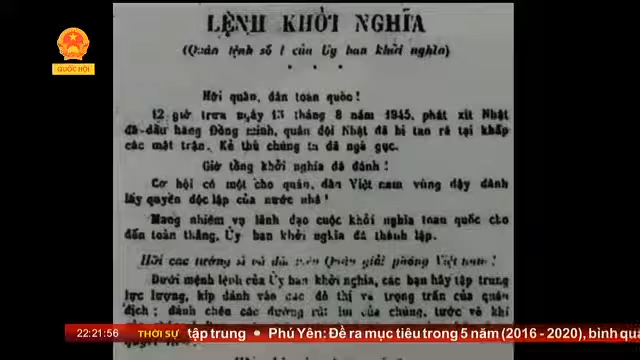 LỆNH KHỞI NGHĨA
(Quân lệnh số 1 của Ủy ban khởi nghĩa)
QUỐC HỘI
Hỡi quân, dân toàn quốc!
12 giờ trưa ngày 13 tháng 8 năm 1945, phát xít Nhật
đã đầu hàng Đồng minh, quân đội Nhật đã bị tan rã tại khắp
các mặt trận. Kẻ thù chúng ta đã ngã gục.
Giờ tổng khởi nghĩa đã đánh!
Cơ hội có một cho quân, dân Việt nam vùng dậy dành
lấy quyền độc lập của nước nhà!
Mang nhiệm vụ lãnh đạo cuộc khởi nghĩa toàn quốc cho
đến toàn thắng, Ủy ban khởi nghĩa đã thành lập.
Hỡi các tướng sĩ và đội viên Quân giải phóng Việt nam!
Dưới mệnh lệnh của Ủy ban khởi nghĩa, các bạn hãy tập trung
lực lượng, kíp đánh vào các đô thị và trọng trấn của quân
địch; đánh chẹn các đường rút lui của chúng, tước võ khí
22:21:56 THỜI SỰ tập trung • Phú Yên: Đề ra mục tiêu trong 5 năm (2016 - 2020), bình quâ